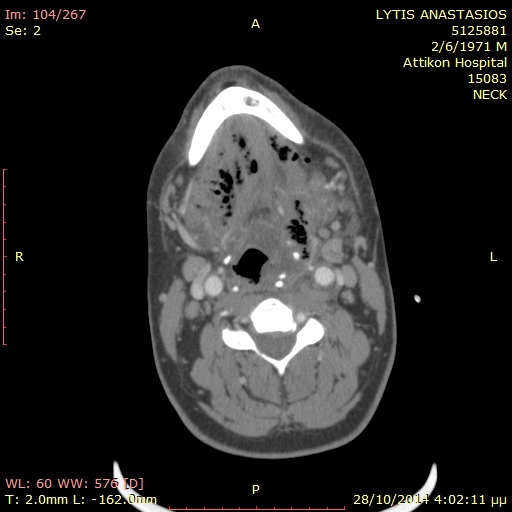 Im: 104/267
Se: 2
A
LYTIS ANASTASIOS
5125881
2/6/1971 M
Attikon Hospital
15083
NECK
R
L
WL: 60 WW: 576 [D]
T: 2.0mm L: -162.0mm
P
28/10/2014 4:02:11 μμ